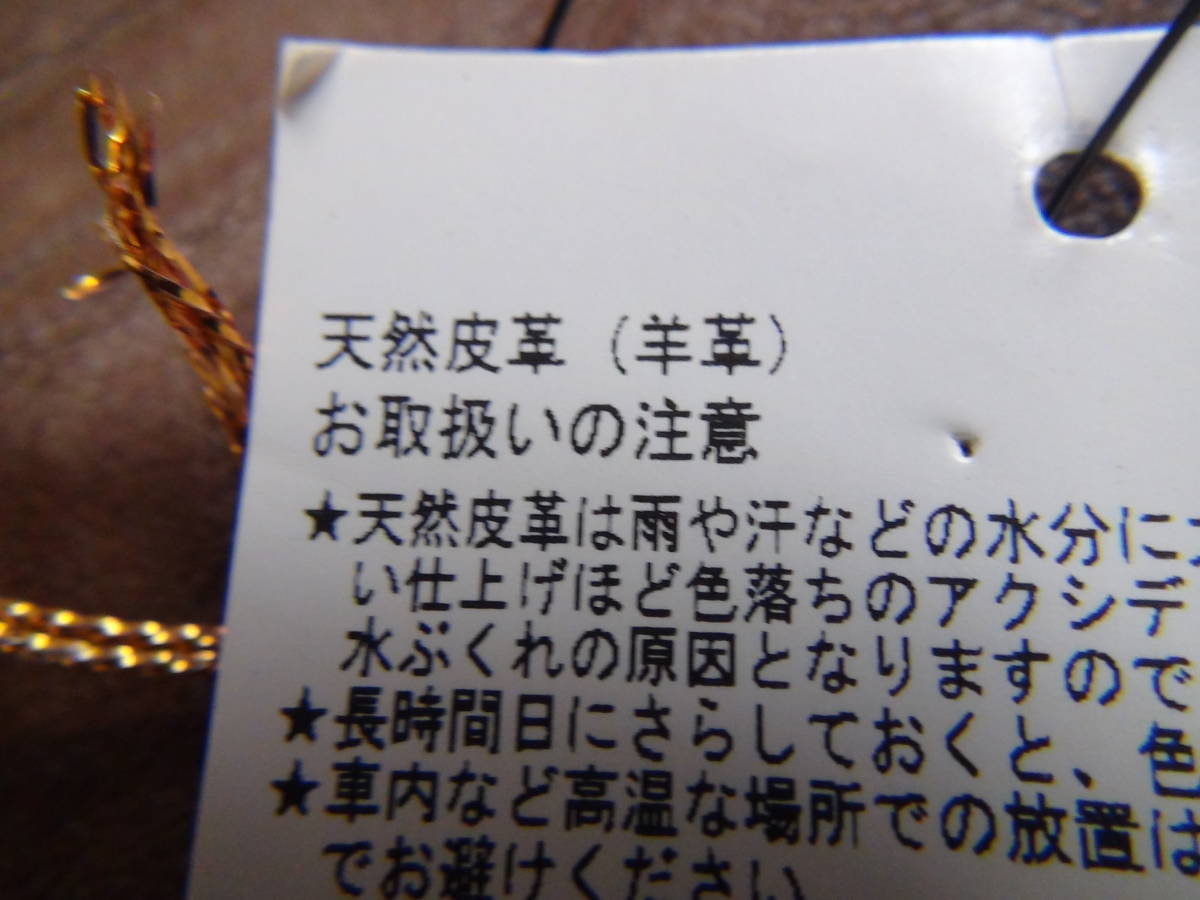 天然皮革（羊革）
お取扱いの注意
★天然皮革は雨や汗などの水分に
い仕上げほど色落ちのアクシデ
水ぶくれの原因となりますので
★長時間日にさらしておくと、色
★車内など高温な場所での放置は
でお避けください